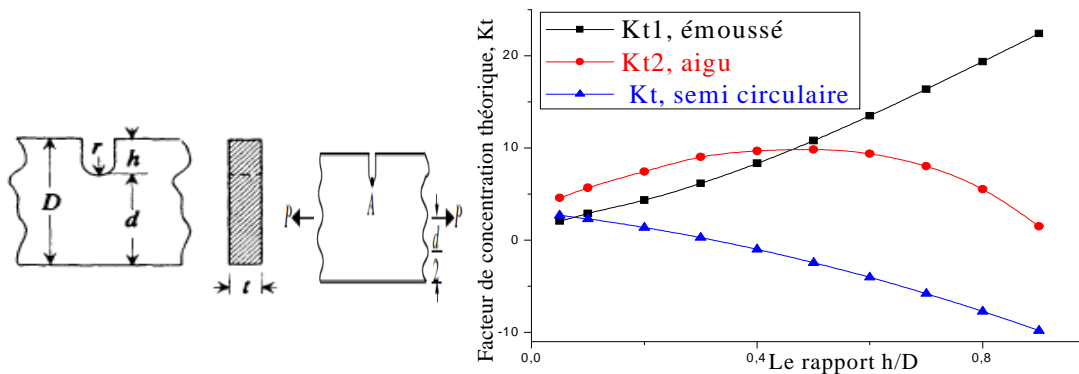 r
h
D
d
t
P
A
P
d
2
Kt1, émoussé
Kt2, aigu
Kt, semi circulaire
Facteur de concentration théorique, Kt
20
10
0
-10
0,0
0,4
0,8
Le rapport h/D